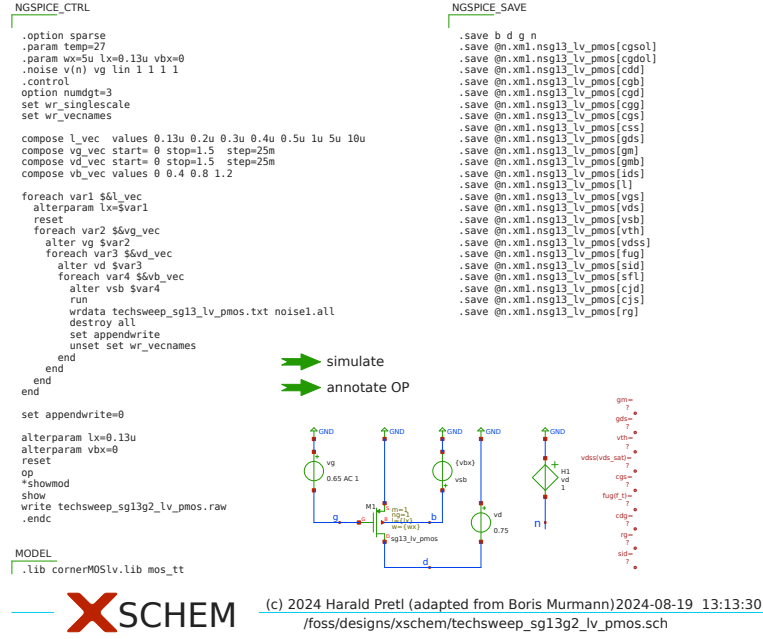 NGSPICE_CTRL
.option sparse
.param temp=27
.param wx=5u lx=0.13u vbx=0
.noise v(n) vg lin 1 1 1 1
.control
option numdgt=3
set wr_singlescale
set wr_vecnames
compose l_vec  values 0.13u 0.2u 0.3u 0.4u 0.5u 1u 5u 10u
compose vg_vec start= 0 stop=1.5  step=25m
compose vd_vec start= 0 stop=1.5  step=25m
compose vb_vec values 0 0.4 0.8 1.2
foreach var1 $&l_vec
  alterparam lx=$var1
  reset
  foreach var2 $&vg_vec
    alter vg $var2
    foreach var3 $&vd_vec
      alter vd $var3
      foreach var4 $&vb_vec
        alter vsb $var4
        run
        wrdata techsweep_sg13_lv_pmos.txt noise1.all
        destroy all
        set appendwrite
        unset set wr_vecnames
      end
    end
  end
end
set appendwrite=0
alterparam lx=0.13u
alterparam vbx=0
reset
op
*showmod
show
write techsweep_sg13g2_lv_pmos.raw
.endc
MODEL
.lib cornerMOSlv.lib mos_tt
NGSPICE_SAVE
.save b d g n
.save @n.xm1.nsg13_lv_pmos[cgsol]
.save @n.xm1.nsg13_lv_pmos[cgdol]
.save @n.xm1.nsg13_lv_pmos[cdd]
.save @n.xm1.nsg13_lv_pmos[cgb]
.save @n.xm1.nsg13_lv_pmos[cgd]
.save @n.xm1.nsg13_lv_pmos[cgg]
.save @n.xm1.nsg13_lv_pmos[cgs]
.save @n.xm1.nsg13_lv_pmos[css]
.save @n.xm1.nsg13_lv_pmos[gds]
.save @n.xm1.nsg13_lv_pmos[gm]
.save @n.xm1.nsg13_lv_pmos[gmb]
.save @n.xm1.nsg13_lv_pmos[ids]
.save @n.xm1.nsg13_lv_pmos[l]
.save @n.xm1.nsg13_lv_pmos[vgs]
.save @n.xm1.nsg13_lv_pmos[vds]
.save @n.xm1.nsg13_lv_pmos[vsb]
.save @n.xm1.nsg13_lv_pmos[vth]
.save @n.xm1.nsg13_lv_pmos[vdss]
.save @n.xm1.nsg13_lv_pmos[fug]
.save @n.xm1.nsg13_lv_pmos[sid]
.save @n.xm1.nsg13_lv_pmos[sfl]
.save @n.xm1.nsg13_lv_pmos[cjd]
.save @n.xm1.nsg13_lv_pmos[cjs]
.save @n.xm1.nsg13_lv_pmos[rg]
simulate
annotate OP
GND
GND
GND
GND
GND
vg
0.65 AC 1
{vbx}
vsb
H1
vd
1
M1
S
m=1
ng=1
l={lx}
w={wx}
g
G
B
b
D
sg13_lv_pmos
vd
0.75
n
d
gm=
?
gds=
?
vth=
?
vdss(vds_sat)=
?
cgs=
?
fug(f_t)=
?
cdg=
?
rg=
?
sid=
?
XSCHEM
(c) 2024 Harald Pretl (adapted from Boris Murmann)
2024-08-19  13:13:30
/foss/designs/xschem/techsweep_sg13g2_lv_pmos.sch